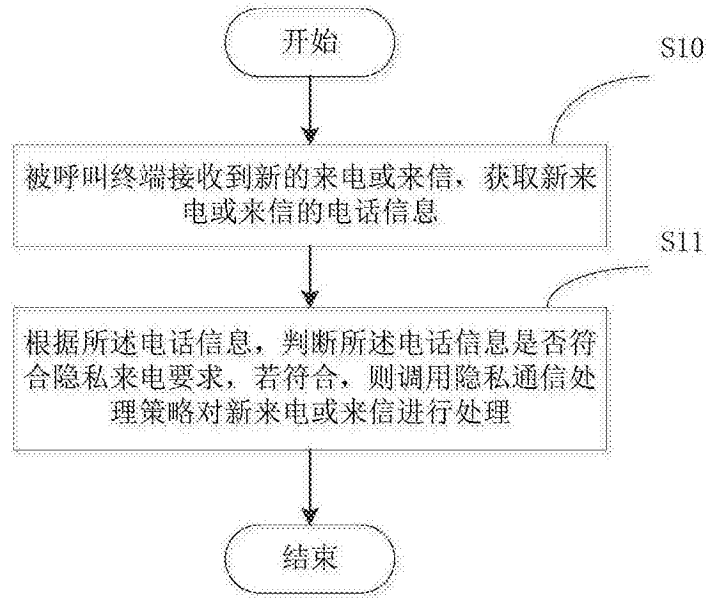 开始
S10
被呼叫终端接收到新的来电或来信，获取新来
电或来信的电话信息
S11
根据所述电话信息，判断所述电话信息是否符
合隐私来电要求，若符合，则调用隐私通信处
理策略对新来电或来信进行处理
结束